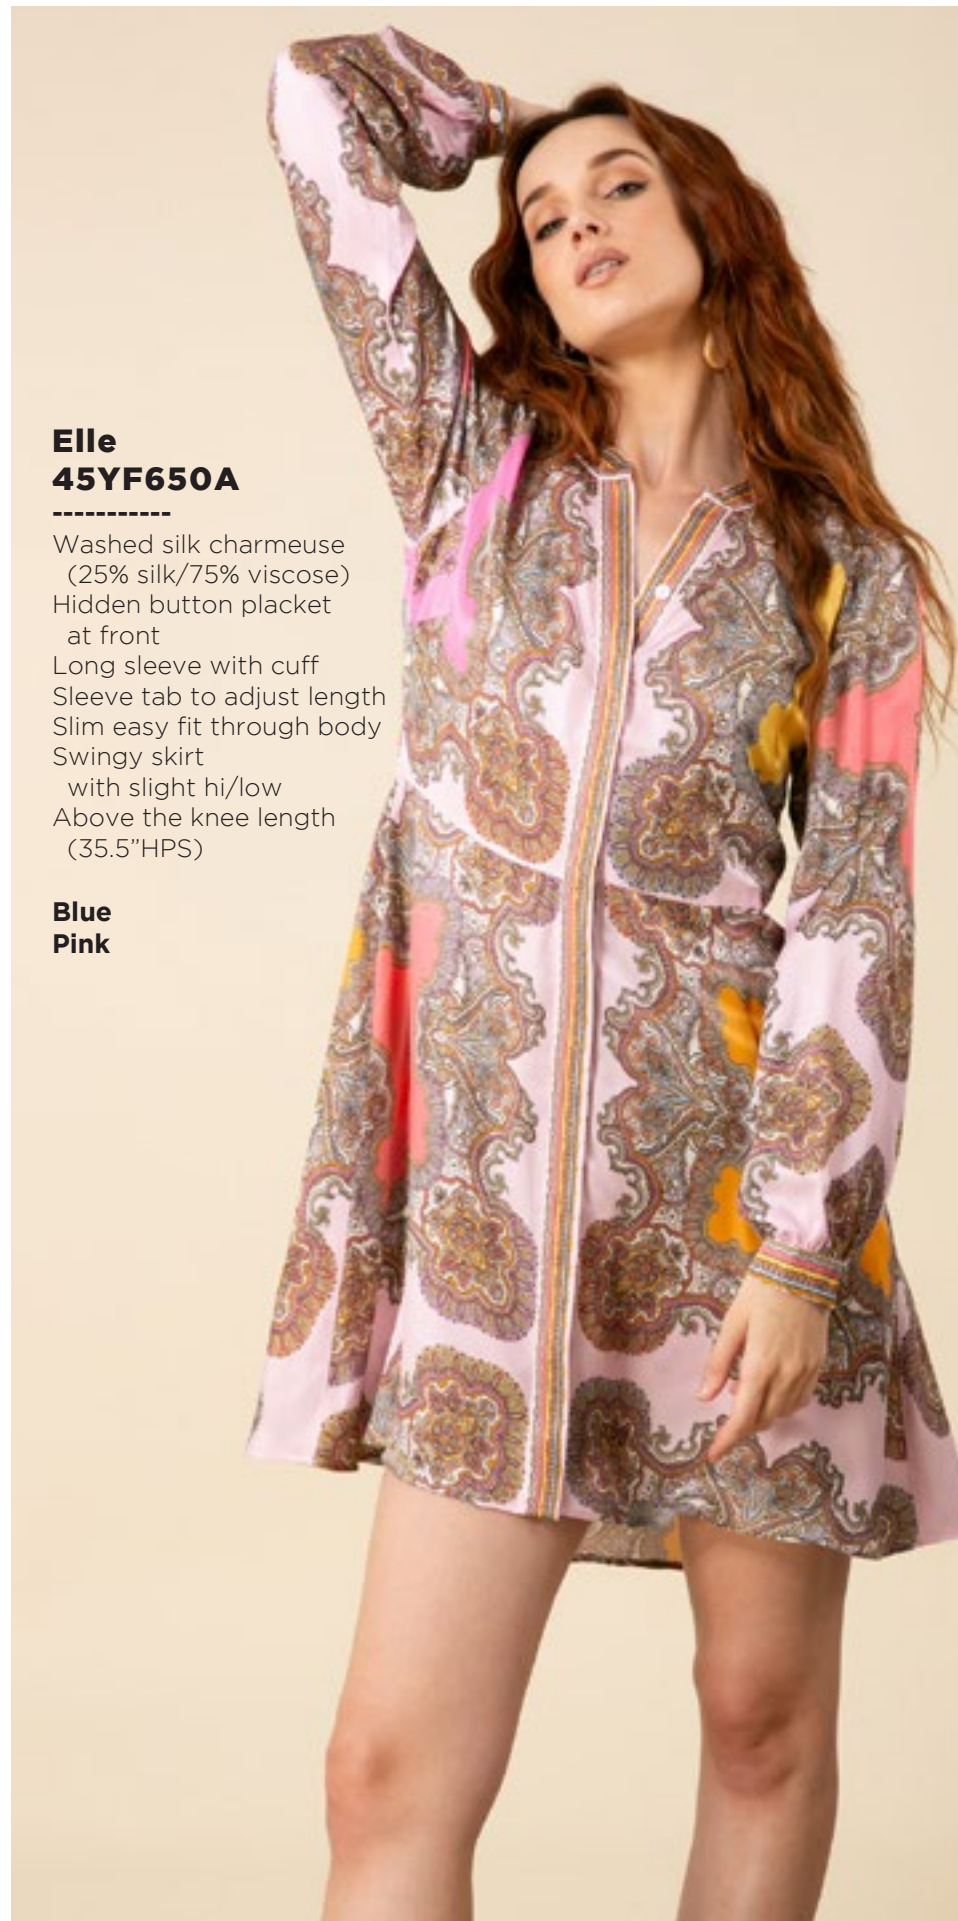 Elle
45YF650A
-----------
Washed silk charmeuse
(25% silk/75% viscose)
Hidden button placket
at front
Long sleeve with cuff
Sleeve tab to adjust length
Slim easy fit through body
Swingy skirt
with slight hi/low
Above the knee length
(35.5”HPS)
Blue
Pink